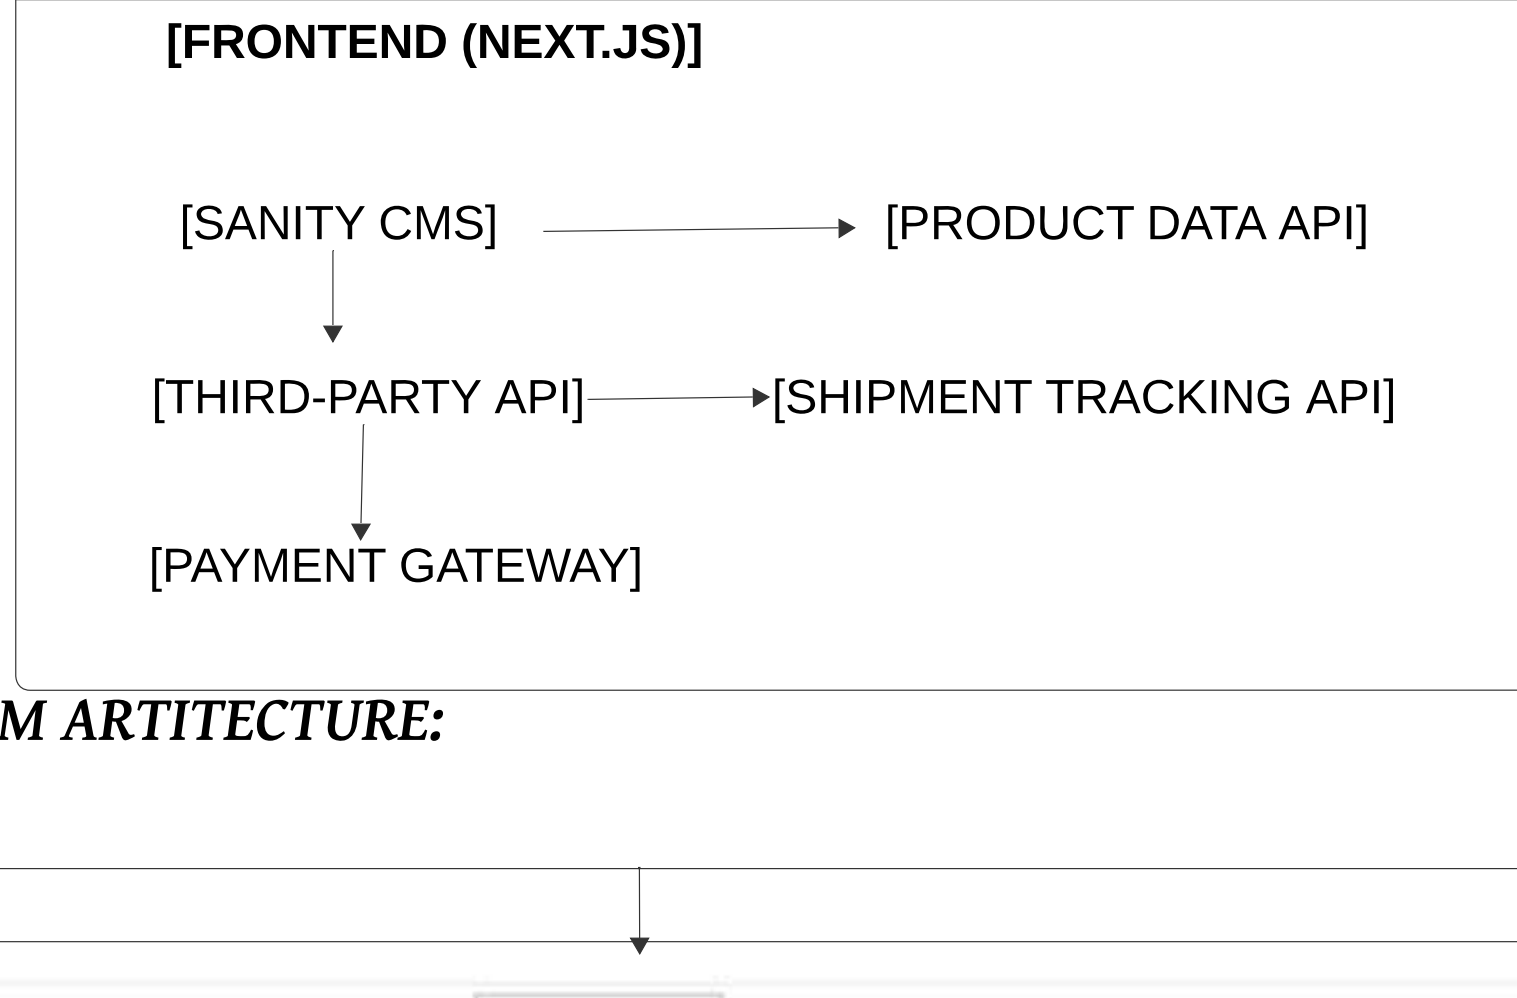 [FRONTEND (NEXT.JS)]
[SANITY CMS] [PRODUCT DATA API]
[THIRD-PARTY API] [SHIPMENT TRACKING API]
[PAYMENT GATEWAY]
M ARTITECTURE: